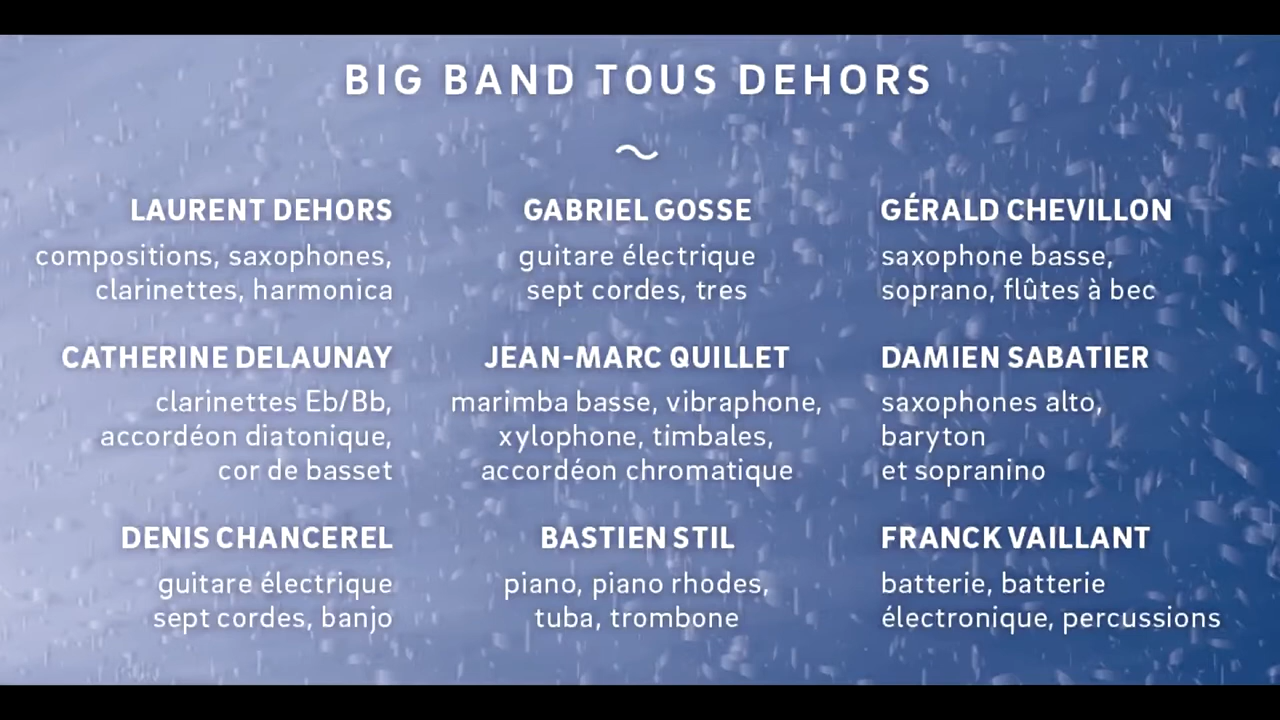 BIG BAND TOUS DEHORS
LAURENT DEHORS
compositions, saxophones,
clarinettes, harmonica
GABRIEL GOSSE
guitare électrique
sept cordes, tres
GÉRALD CHEVILLON
saxophone basse,
soprano, flûtes à bec
CATHERINE DELAUNAY
clarinettes Eb/Bb,
accordéon diatonique,
cor de basset
JEAN-MARC QUILLET
marimba basse, vibraphone,
xylophone, timbales,
accordéon chromatique
DAMIEN SABATIER
saxophones alto,
baryton
et sopranino
DENIS CHANCEREL
guitare électrique
sept cordes, banjo
BASTIEN STIL
piano, piano rhodes,
tuba, trombone
FRANCK VAILLANT
batterie, batterie
électronique, percussions